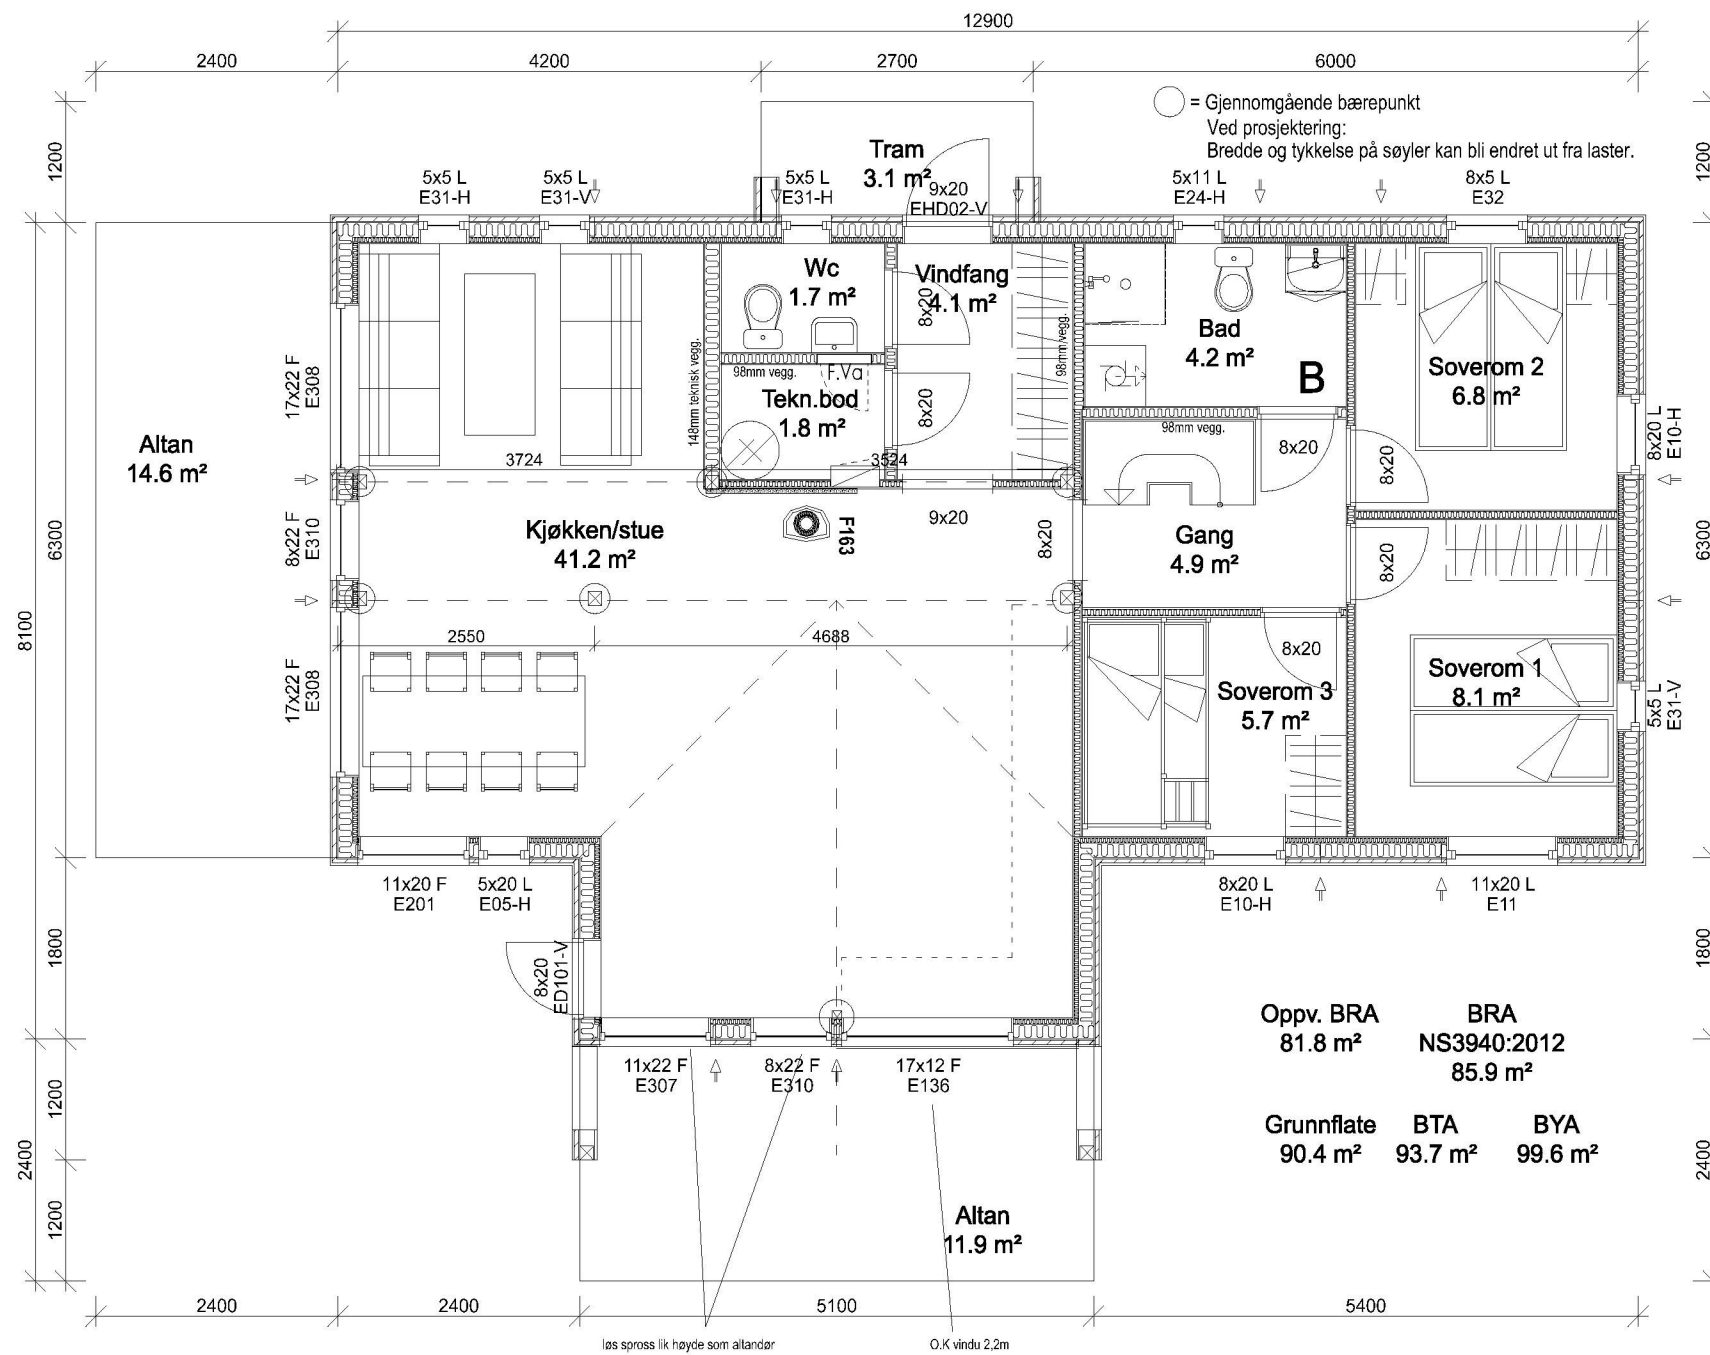 12900
2400
4200
2700
6000
= Gjennomgående bærepunkt
Ved prosjektering:
Bredde og tykkelse på søyler kan bli endret ut fra laster.
1200
1200
Tram
3.1 m²
5x5 L
E31-H
5x5 L
E31-V
5x5 L
E31-H
9x20
EHD02-V
5x11 L
E24-H
8x5 L
E32
Wc
1.7 m²
Vindfang
4.1 m²
8x20
Bad
4.2 m²
B
Soverom 2
6.8 m²
17x22 F
E308
148mm teknisk vegg.
98mm vegg.
F.Va
98mm vegg.
Tekn.bod
1.8 m²
8x20
98mm vegg.
8x20
8x20
8x20 L
E10-H
Altan
14.6 m²
3724
3524
8x22 F
E310
6300
8100
Kjøkken/stue
41.2 m²
F163
9x20
8x20
Gang
4.9 m²
8x20
6300
2550
4688
17x22 F
E308
8x20
Soverom 3
5.7 m²
Soverom 1
8.1 m²
5x5 L
E31-V
11x20 F
E201
5x20 L
E05-H
8x20 L
E10-H
11x20 L
E11
1800
8x20
ED101-V
1800
Oppv. BRA
81.8 m²
BRA
NS3940:2012
85.9 m²
11x22 F
E307
8x22 F
E310
17x12 F
E136
1200
2400
1200
Grunnflate
90.4 m²
BTA
93.7 m²
BYA
99.6 m²
2400
Altan
11.9 m²
2400
2400
5100
5400
løs spross lik høyde som altandør
O.K vindu 2,2m